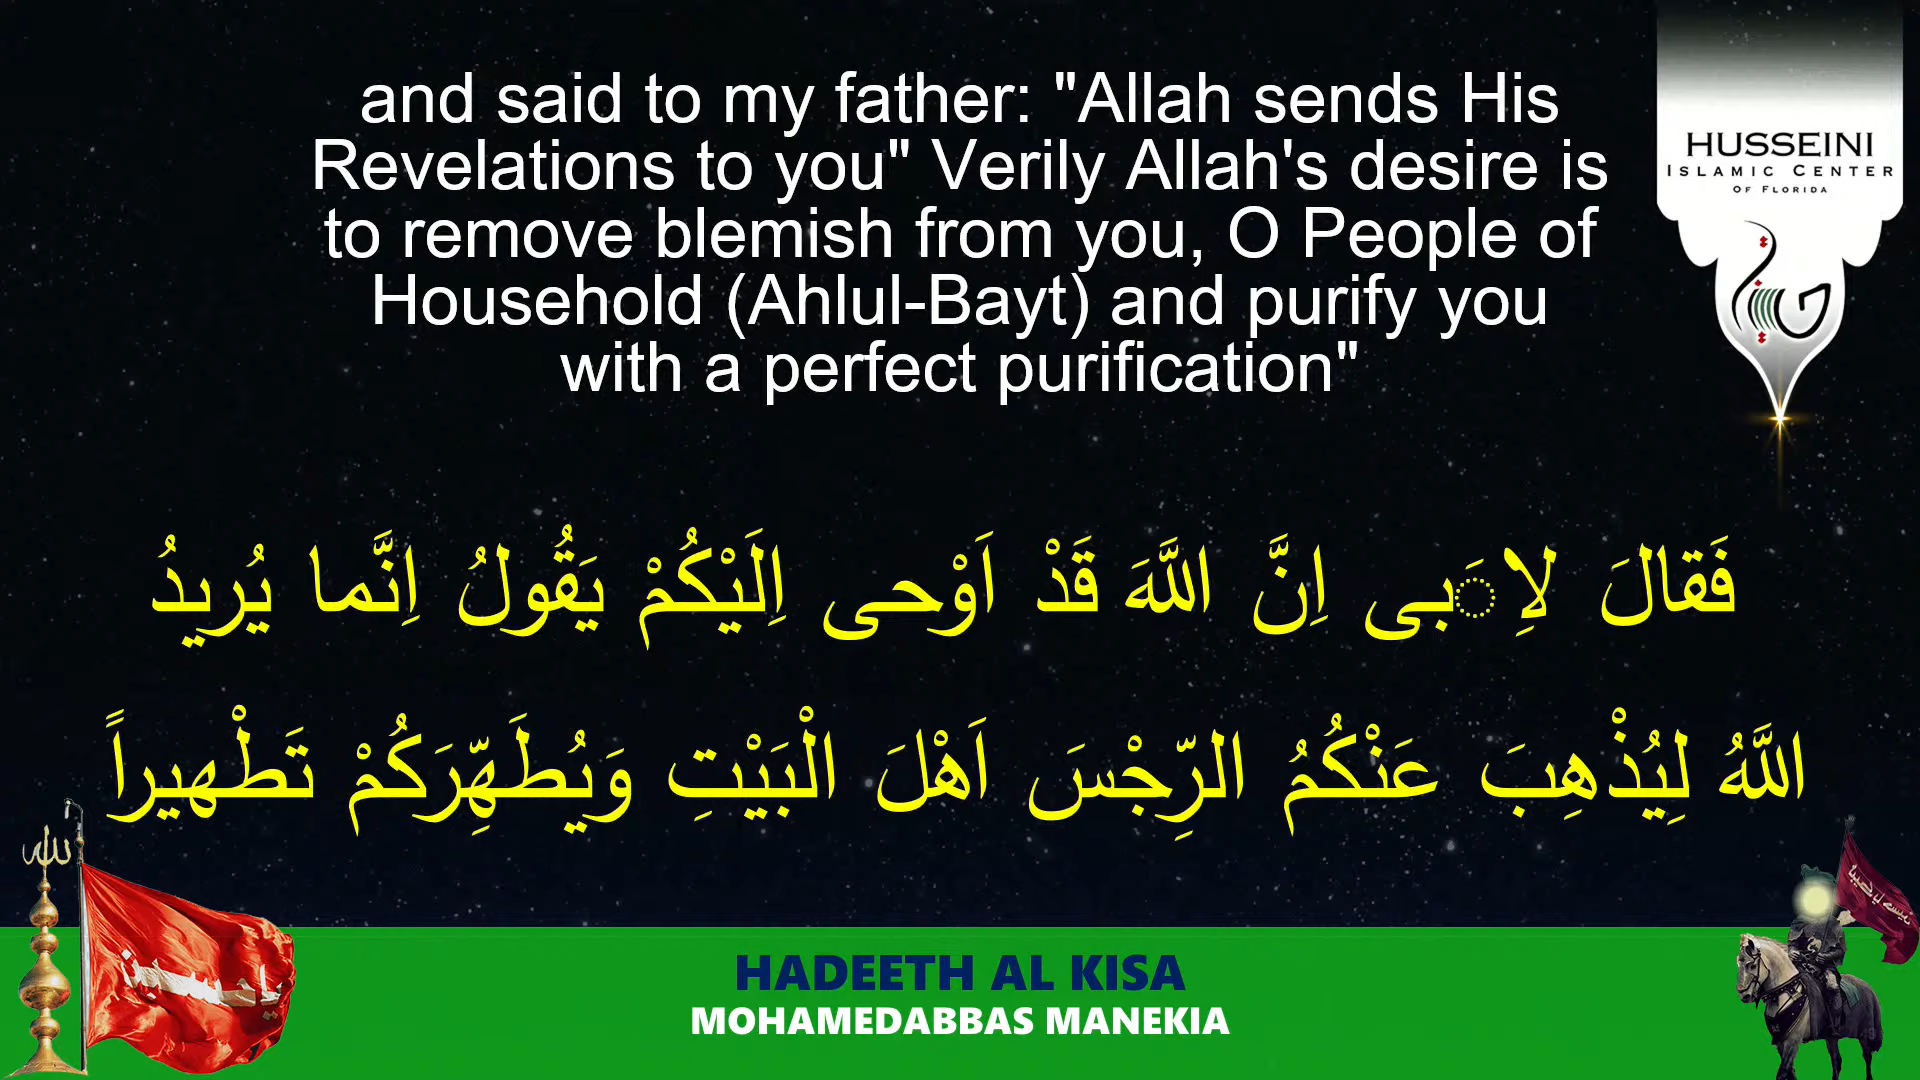 and said to my father: "Allah sends His
Revelations to you" Verily Allah's desire is
to remove blemish from you, O People of
Household (Ahlul-Bayt) and purify you
with a perfect purification"
HUSSEINI
ISLAMIC CENTER
OF FLORIDA
فَقالَ لاَِبى اِنَّ اللَّهَ قَدْ اَوْحى اِلَيْكُمْ يَقُولُ اِنَّما يُريدُ
اللَّهُ لِيُذْهِبَ عَنْكُمُ الرِّجْسَ اَهْلَ الْبَيْتِ وَيُطَهِّرَكُمْ تَطْهيراً
الله
HADEETH AL KISA
MOHAMEDABBAS MANEKIA